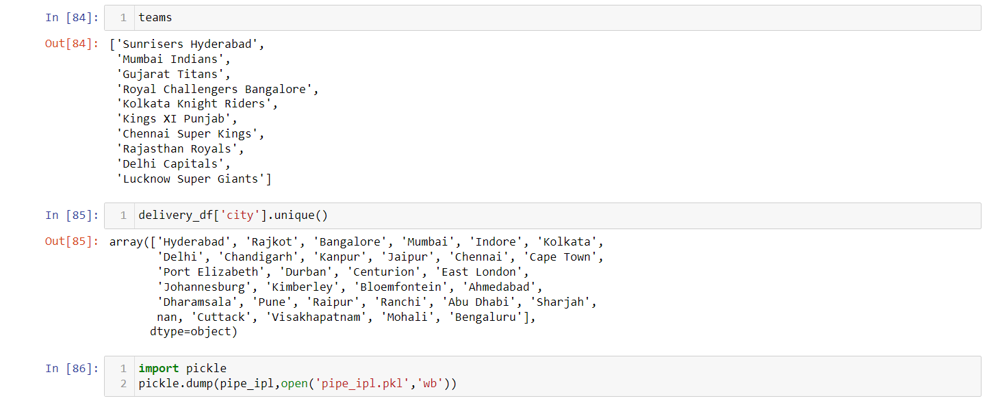 In [84]: 1 teams
Out[84]: ['Sunrisers Hyderabad',
'Mumbai Indians',
'Gujarat Titans',
'Royal Challengers Bangalore',
'Kolkata Knight Riders',
'Kings XI Punjab',
'Chennai Super Kings',
'Rajasthan Royals',
'Delhi Capitals',
'Lucknow Super Giants']
In [85]: 1 delivery_df['city'].unique()
Out[85]: array(['Hyderabad', 'Rajkot', 'Bangalore', 'Mumbai', 'Indore', 'Kolkata',
'Delhi', 'Chandigarh', 'Kanpur', 'Jaipur', 'Chennai', 'Cape Town',
'Port Elizabeth', 'Durban', 'Centurion', 'East London',
'Johannesburg', 'Kimberley', 'Bloemfontein', 'Ahmedabad',
'Dharamsala', 'Pune', 'Raipur', 'Ranchi', 'Abu Dhabi', 'Sharjah',
nan, 'Cuttack', 'Visakhapatnam', 'Mohali', 'Bengaluru'],
dtype=object)
In [86]: 1 import pickle
2 pickle.dump(pipe_ipl,open('pipe_ipl.pkl','wb'))